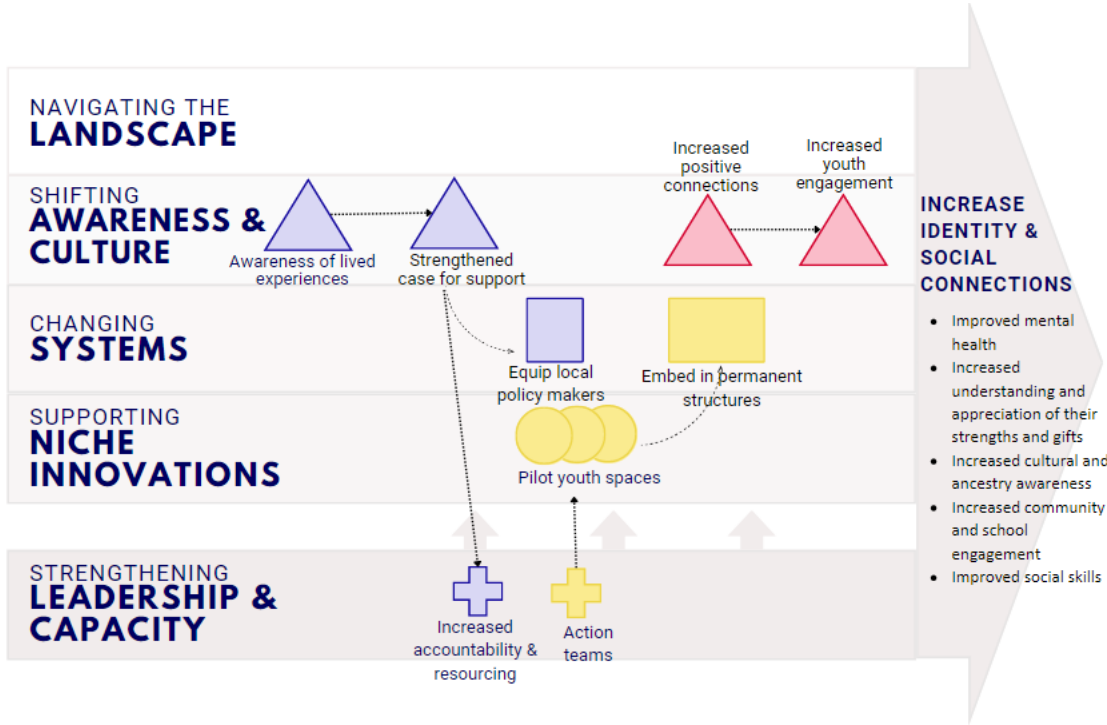 NAVIGATING THE
LANDSCAPE
Increased
positive
connections
Increased
youth
engagement
SHIFTING
AWARENESS &
CULTURE
Awareness of lived
experiences
Strengthened
case for support
CHANGING
SYSTEMS
Equip local
policy makers
Embed in permanent
structures
SUPPORTING
NICHE
INNOVATIONS
Pilot youth spaces
STRENGTHENING
LEADERSHIP &
CAPACITY
Increased
accountability &
resourcing
Action
teams
INCREASE
IDENTITY &
SOCIAL
CONNECTIONS
• Improved mental
health
• Increased
understanding and
appreciation of their
strengths and gifts
• Increased cultural and
ancestry awareness
• Increased community
and school
engagement
• Improved social skills